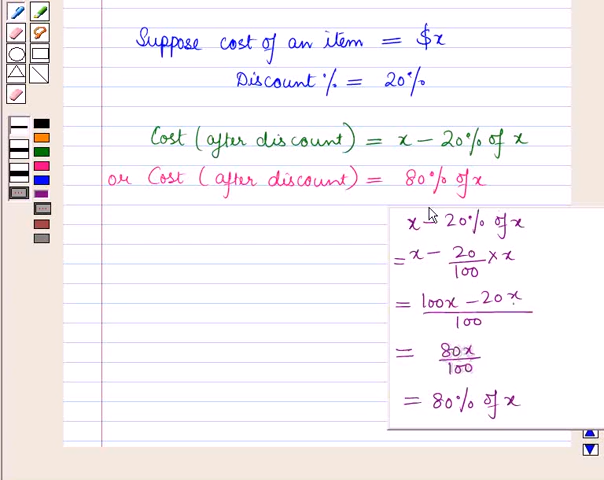 Suppose cost of an item = $x
Discount % = 20%
Cost (after discount) = x - 20% of x
or Cost (after discount) = 80% of x
x - 20% of x
= x - 20/100 × x
= 100x - 20x / 100
= 80x/100
= 80% of x